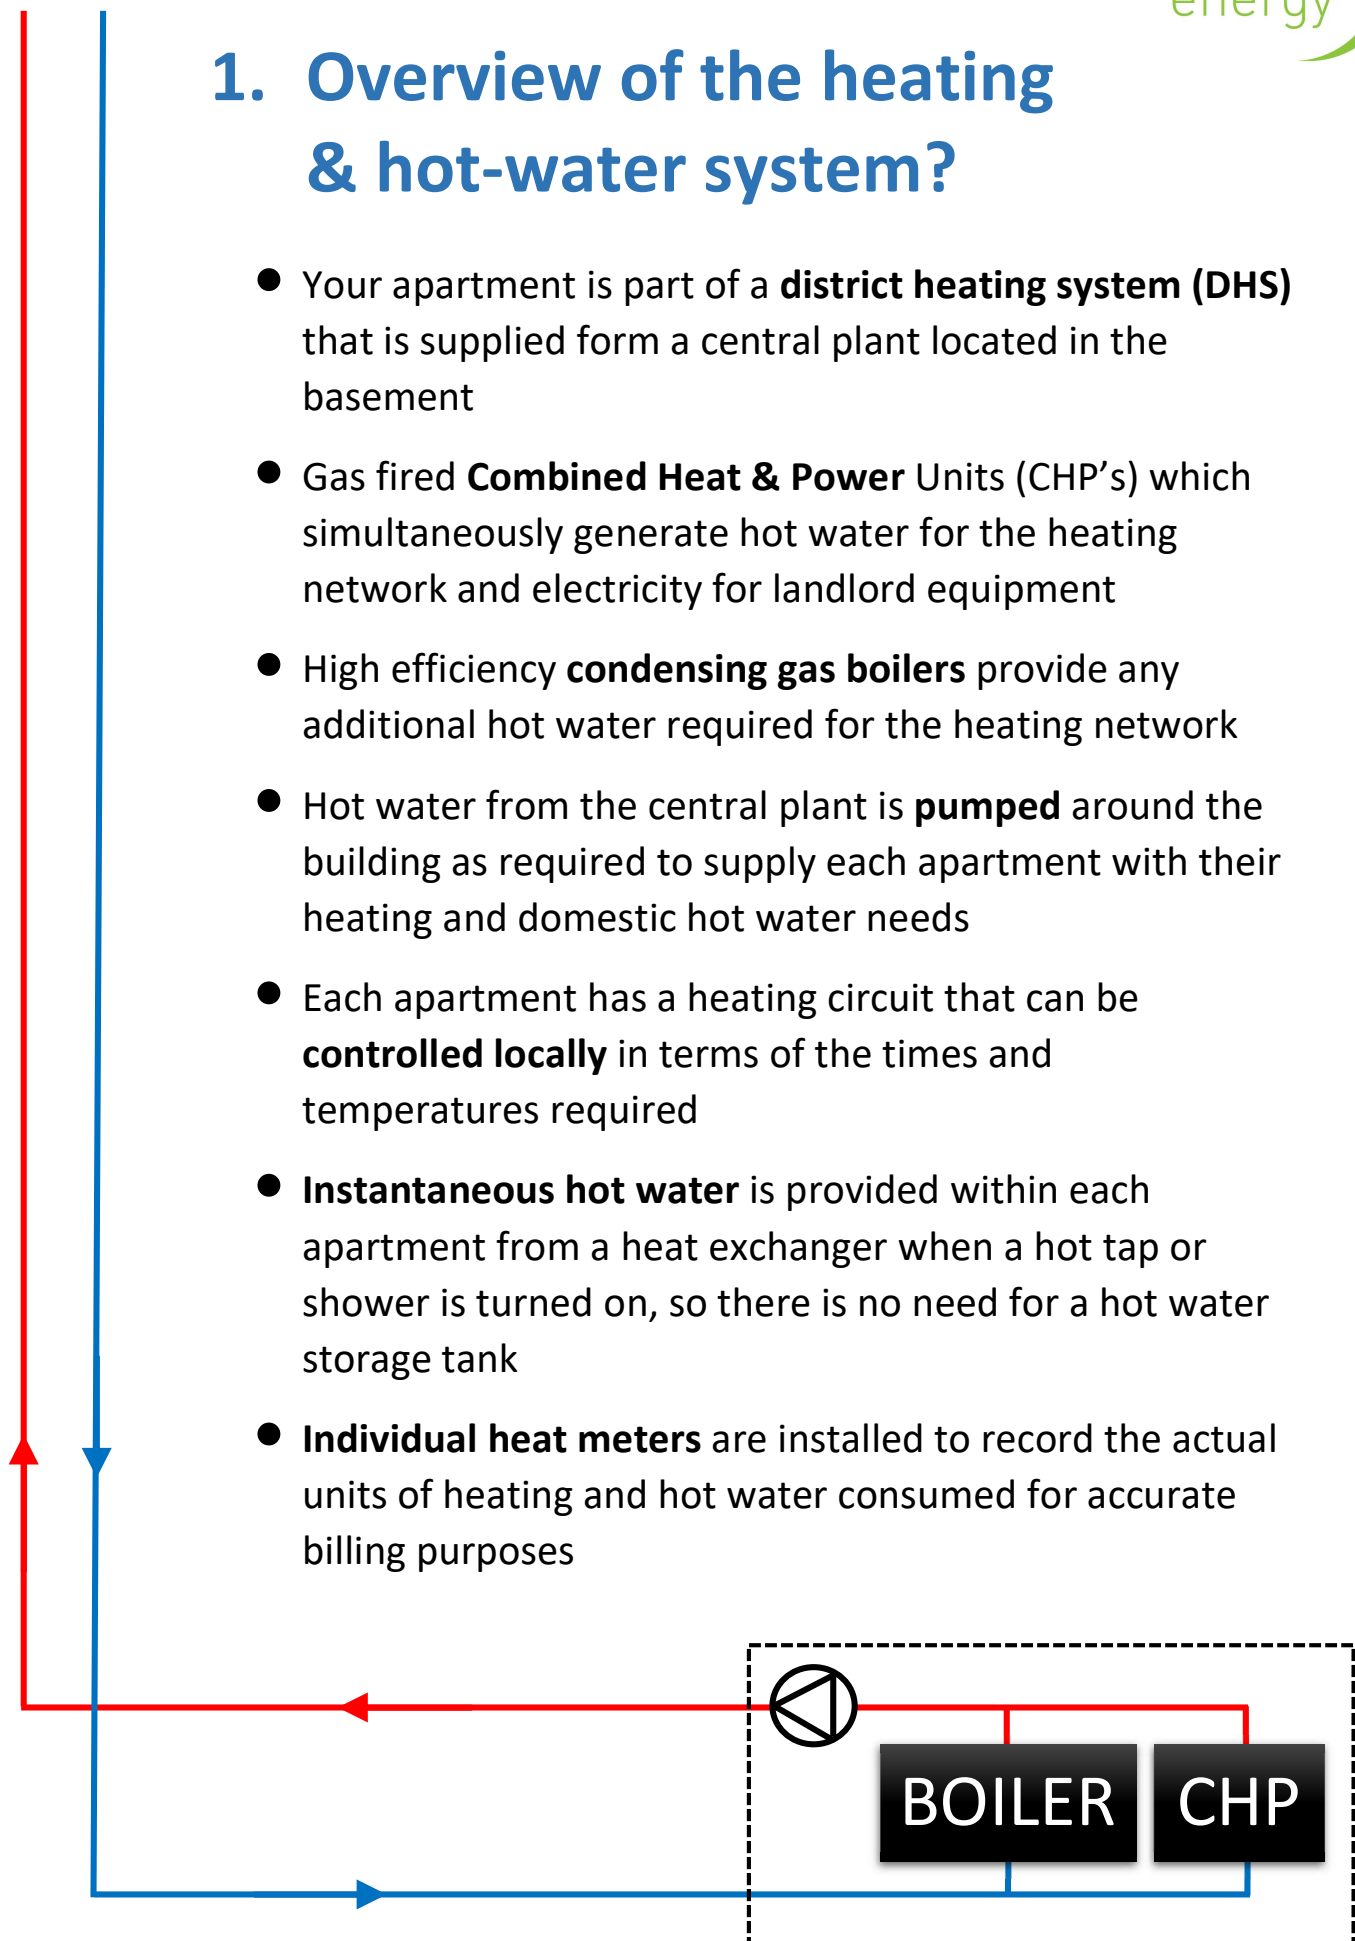 energy
1. Overview of the heating
& hot-water system?
● Your apartment is part of a district heating system (DHS)
that is supplied form a central plant located in the
basement
● Gas fired Combined Heat & Power Units (CHP’s) which
simultaneously generate hot water for the heating
network and electricity for landlord equipment
● High efficiency condensing gas boilers provide any
additional hot water required for the heating network
● Hot water from the central plant is pumped around the
building as required to supply each apartment with their
heating and domestic hot water needs
● Each apartment has a heating circuit that can be
controlled locally in terms of the times and
temperatures required
● Instantaneous hot water is provided within each
apartment from a heat exchanger when a hot tap or
shower is turned on, so there is no need for a hot water
storage tank
● Individual heat meters are installed to record the actual
units of heating and hot water consumed for accurate
billing purposes
BOILER CHP